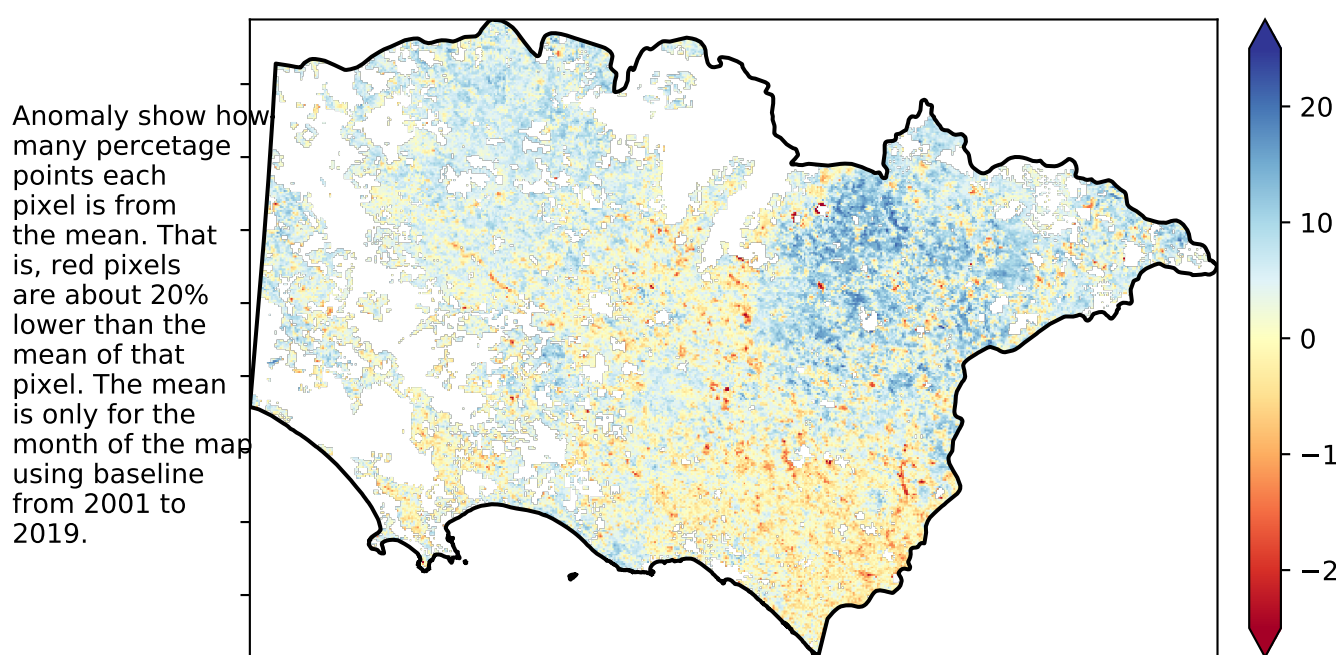 Anomaly show how
many percetage
points each
pixel is from
the mean. That
is, red pixels
are about 20%
lower than the
mean of that
pixel. The mean
is only for the
month of the map
using baseline
from 2001 to
2019.
20
10
0
−1
−2